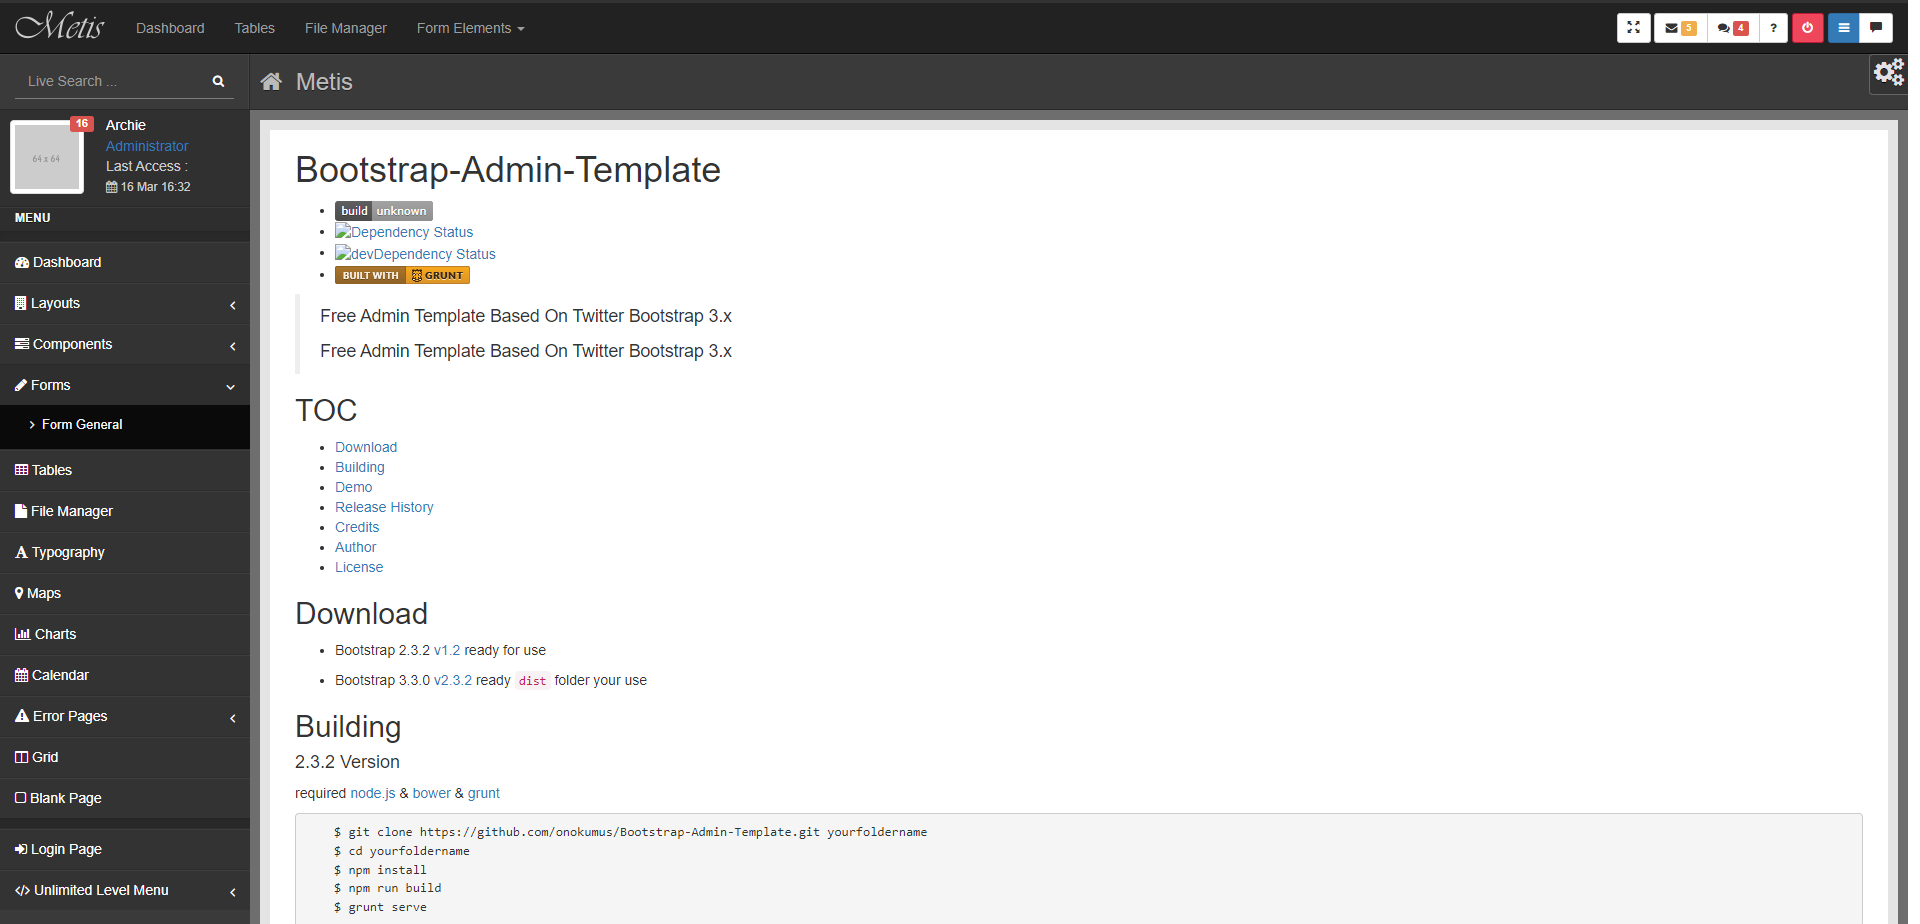 Metis Dashboard Tables File Manager Form Elements 5 4 ?
Live Search ... Metis
16
64 x 64
Archie
Administrator
Last Access :
16 Mar 16:32
MENU
Dashboard
Layouts
Components
Forms
Form General
Tables
File Manager
Typography
Maps
Charts
Calendar
Error Pages
Grid
Blank Page
Login Page
Unlimited Level Menu
Bootstrap-Admin-Template
build unknown
Dependency Status
devDependency Status
BUILT WITH GRUNT
Free Admin Template Based On Twitter Bootstrap 3.x
Free Admin Template Based On Twitter Bootstrap 3.x
TOC
Download
Building
Demo
Release History
Credits
Author
License
Download
Bootstrap 2.3.2 v1.2 ready for use
Bootstrap 3.3.0 v2.3.2 ready dist folder your use
Building
2.3.2 Version
required node.js & bower & grunt
$ git clone https://github.com/onokumus/Bootstrap-Admin-Template.git yourfoldername
$ cd yourfoldername
$ npm install
$ npm run build
$ grunt serve